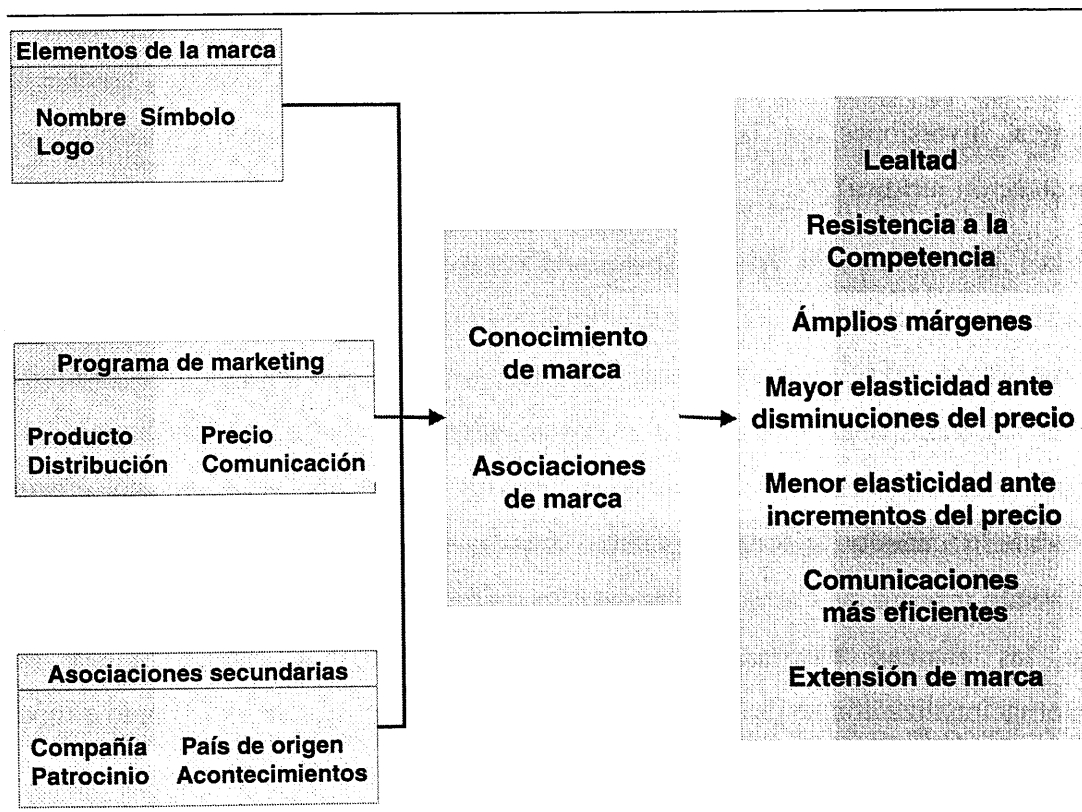 Elementos de la marca
Nombre Símbolo
Logo
Programa de marketing
Producto Precio
Distribución Comunicación
Asociaciones secundarias
Compañía País de origen
Patrocinio Acontecimientos
Conocimiento
de marca
Asociaciones
de marca
Lealtad
Resistencia a la
Competencia
Ámplios márgenes
Mayor elasticidad ante
disminuciones del precio
Menor elasticidad ante
incrementos del precio
Comunicaciones
más eficientes
Extensión de marca